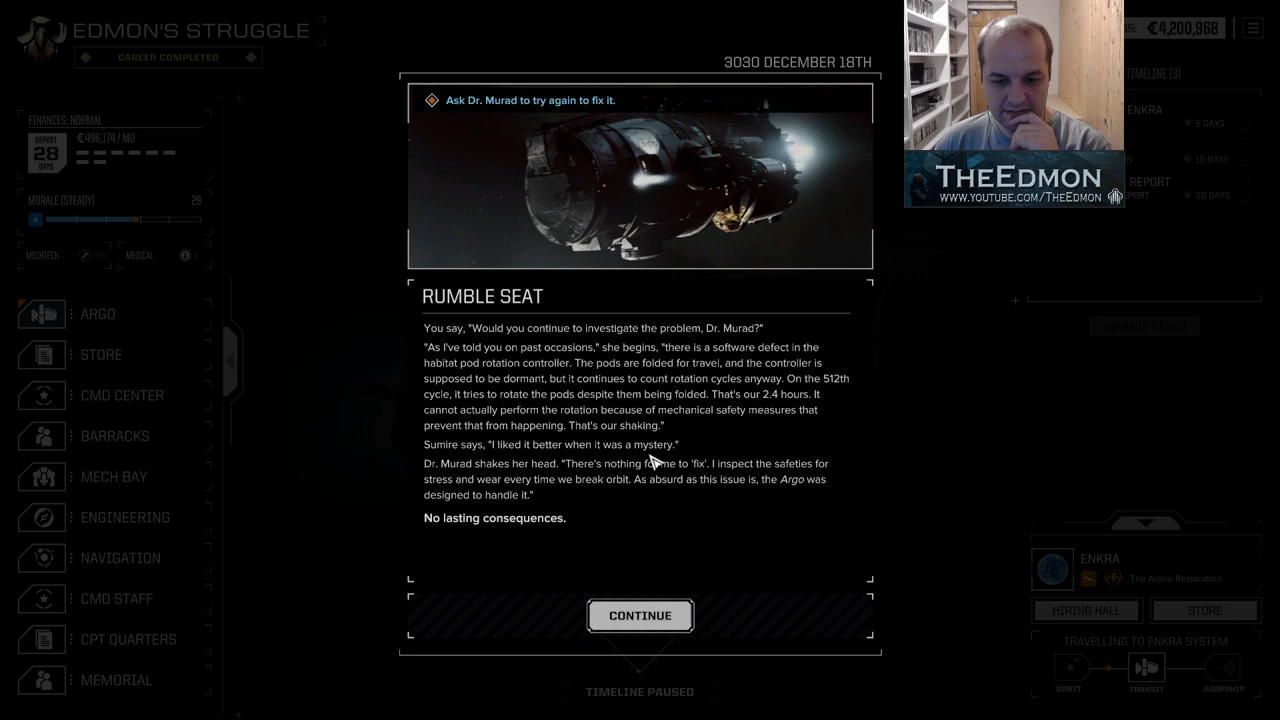 EDMON'S STRUGGLE
CAREER COMPLETED
€4,200,968
3030 DECEMBER 18TH
TIMELINE [3]
FINANCES: NORMAL
REPORT
28
DAYS
€496,174 / MO
MORALE [STEADY]
29
MECHTECH
MEDICAL
ARGO
STORE
CMD CENTER
BARRACKS
MECH BAY
ENGINEERING
NAVIGATION
CMD STAFF
CPT QUARTERS
MEMORIAL
Ask Dr. Murad to try again to fix it.
RUMBLE SEAT
You say, "Would you continue to investigate the problem, Dr. Murad?"
"As I've told you on past occasions," she begins, "there is a software defect in the
habitat pod rotation controller. The pods are folded for travel, and the controller is
supposed to be dormant, but it continues to count rotation cycles anyway. On the 512th
cycle, it tries to rotate the pods despite them being folded. That's our 2.4 hours. It
cannot actually perform the rotation because of mechanical safety measures that
prevent that from happening. That's our shaking."
Sumire says, "I liked it better when it was a mystery."
Dr. Murad shakes her head. "There's nothing for me to 'fix'. I inspect the safeties for
stress and wear every time we break orbit. As absurd as this issue is, the Argo was
designed to handle it."
No lasting consequences.
CONTINUE
TIMELINE PAUSED
THEEDMON
WWW.YOUTUBE.COM/THEEDMON
ENKRA
5 DAYS
15 DAYS
REPORT
28 DAYS
ENKRA
The Arano Restoration
HIRING HALL
STORE
TRAVELLING TO ENKRA SYSTEM
ORBIT
TRANSIT
JUMPSHIP